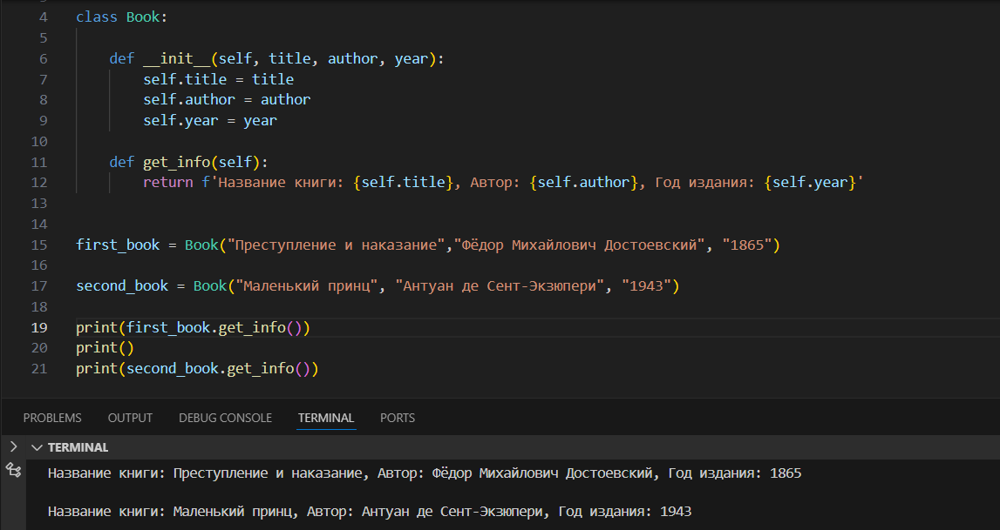 4 class Book:
5
6 def __init__(self, title, author, year):
7 self.title = title
8 self.author = author
9 self.year = year
10
11 def get_info(self):
12 return f'Название книги: {self.title}, Автор: {self.author}, Год издания: {self.year}'
13
14
15 first_book = Book("Преступление и наказание","Фёдор Михайлович Достоевский", "1865")
16
17 second_book = Book("Маленький принц", "Антуан де Сент-Экзюпери", "1943")
18
19 print(first_book.get_info())
20 print()
21 print(second_book.get_info())
PROBLEMS OUTPUT DEBUG CONSOLE TERMINAL PORTS
TERMINAL
Название книги: Преступление и наказание, Автор: Фёдор Михайлович Достоевский, Год издания: 1865
Название книги: Маленький принц, Автор: Антуан де Сент-Экзюпери, Год издания: 1943